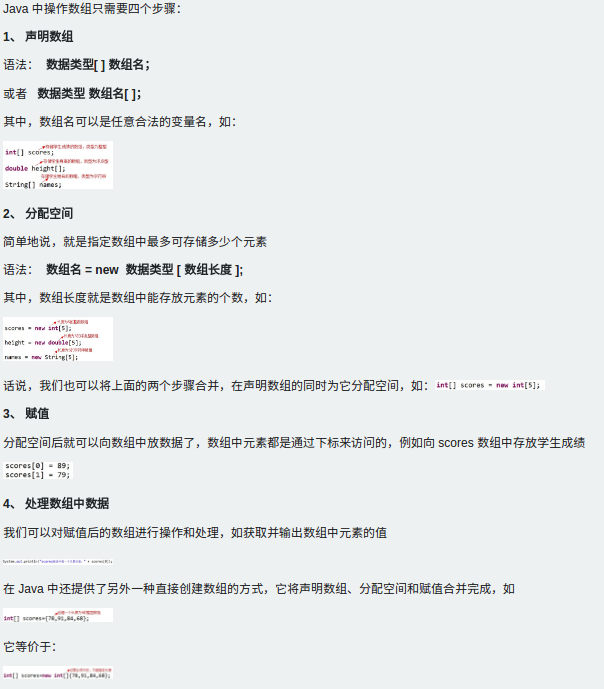 Java 中操作数组只需要四个步骤：
1、 声明数组
语法： 数据类型[ ] 数组名；
或者 数据类型 数组名[ ]；
其中，数组名可以是任意合法的变量名，如：
int[] scores;
double height[];
String[] names;
2、 分配空间
简单地说，就是指定数组中最多可存储多少个元素
语法： 数组名 = new 数据类型 [ 数组长度 ];
其中，数组长度就是数组中能存放元素的个数，如：
scores = new int[5];
height = new double[5];
names = new String[5];
话说，我们也可以将上面的两个步骤合并，在声明数组的同时为它分配空间，如： int[] scores = new int[5];
3、 赋值
分配空间后就可以向数组中放数据了，数组中元素都是通过下标来访问的，例如向 scores 数组中存放学生成绩
scores[0] = 89;
scores[1] = 79;
4、 处理数组中数据
我们可以对赋值后的数组进行操作和处理，如获取并输出数组中元素的值
在 Java 中还提供了另外一种直接创建数组的方式，它将声明数组、分配空间和赋值合并完成，如
int[] scores={78,91,84,68};
它等价于：
int[] scores=new int[]{78,91,84,68};